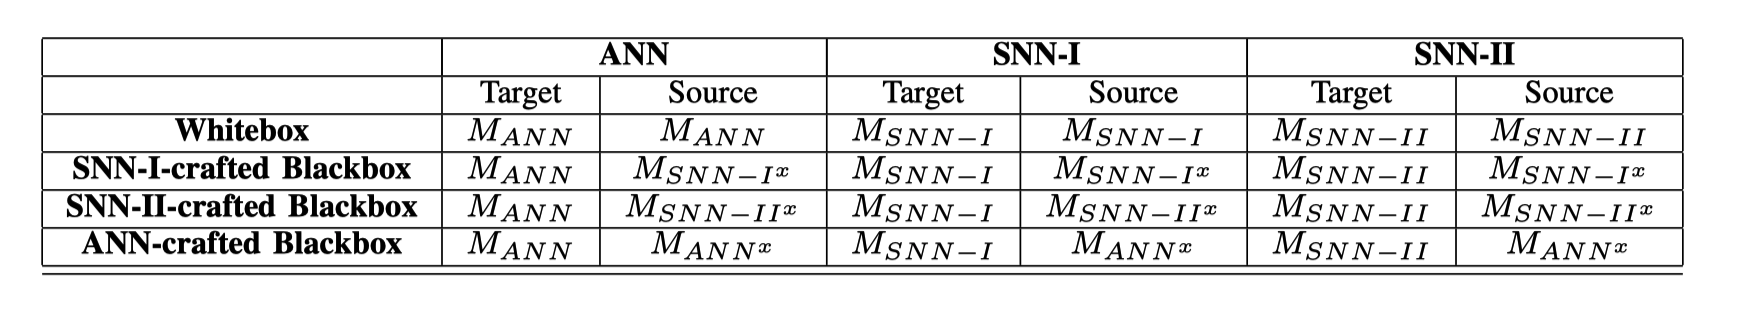 ANN SNN-I SNN-II
Target Source Target Source Target Source
Whitebox M_{ANN} M_{ANN} M_{SNN-I} M_{SNN-I} M_{SNN-II} M_{SNN-II}
SNN-I-crafted Blackbox M_{ANN} M_{SNN-I^x} M_{SNN-I} M_{SNN-I^x} M_{SNN-II} M_{SNN-I^x}
SNN-II-crafted Blackbox M_{ANN} M_{SNN-II^x} M_{SNN-I} M_{SNN-II^x} M_{SNN-II} M_{SNN-II^x}
ANN-crafted Blackbox M_{ANN} M_{ANN^x} M_{SNN-I} M_{ANN^x} M_{SNN-II} M_{ANN^x}